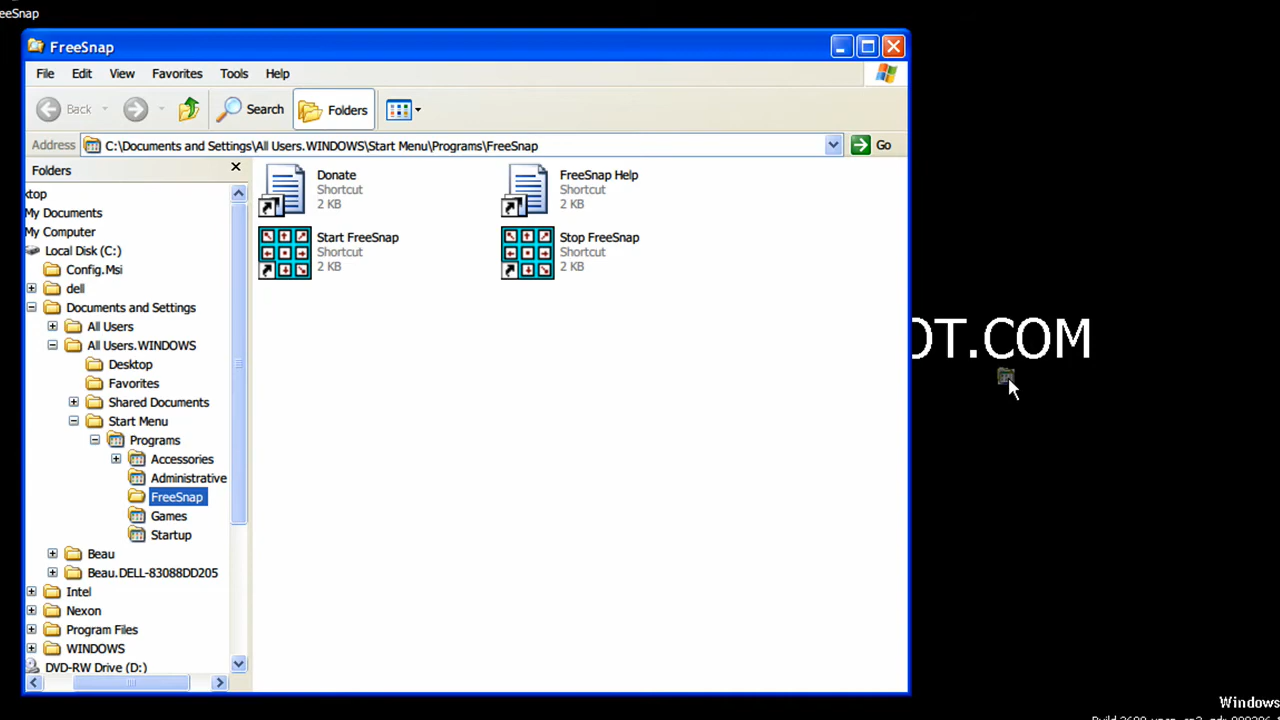 eeSnap
FreeSnap
File Edit View Favorites Tools Help
Back Search Folders
Address C:\Documents and Settings\All Users.WINDOWS\Start Menu\Programs\FreeSnap Go
Folders
ktop
My Documents
My Computer
Local Disk (C:)
Config.Msi
dell
Documents and Settings
All Users
All Users.WINDOWS
Desktop
Favorites
Shared Documents
Start Menu
Programs
Accessories
Administrative
FreeSnap
Games
Startup
Beau
Beau.DELL-83088DD205
Intel
Nexon
Program Files
WINDOWS
DVD-RW Drive (D:)
Donate
Shortcut
2 KB
FreeSnap Help
Shortcut
2 KB
Start FreeSnap
Shortcut
2 KB
Stop FreeSnap
Shortcut
2 KB
OT.COM
Windows